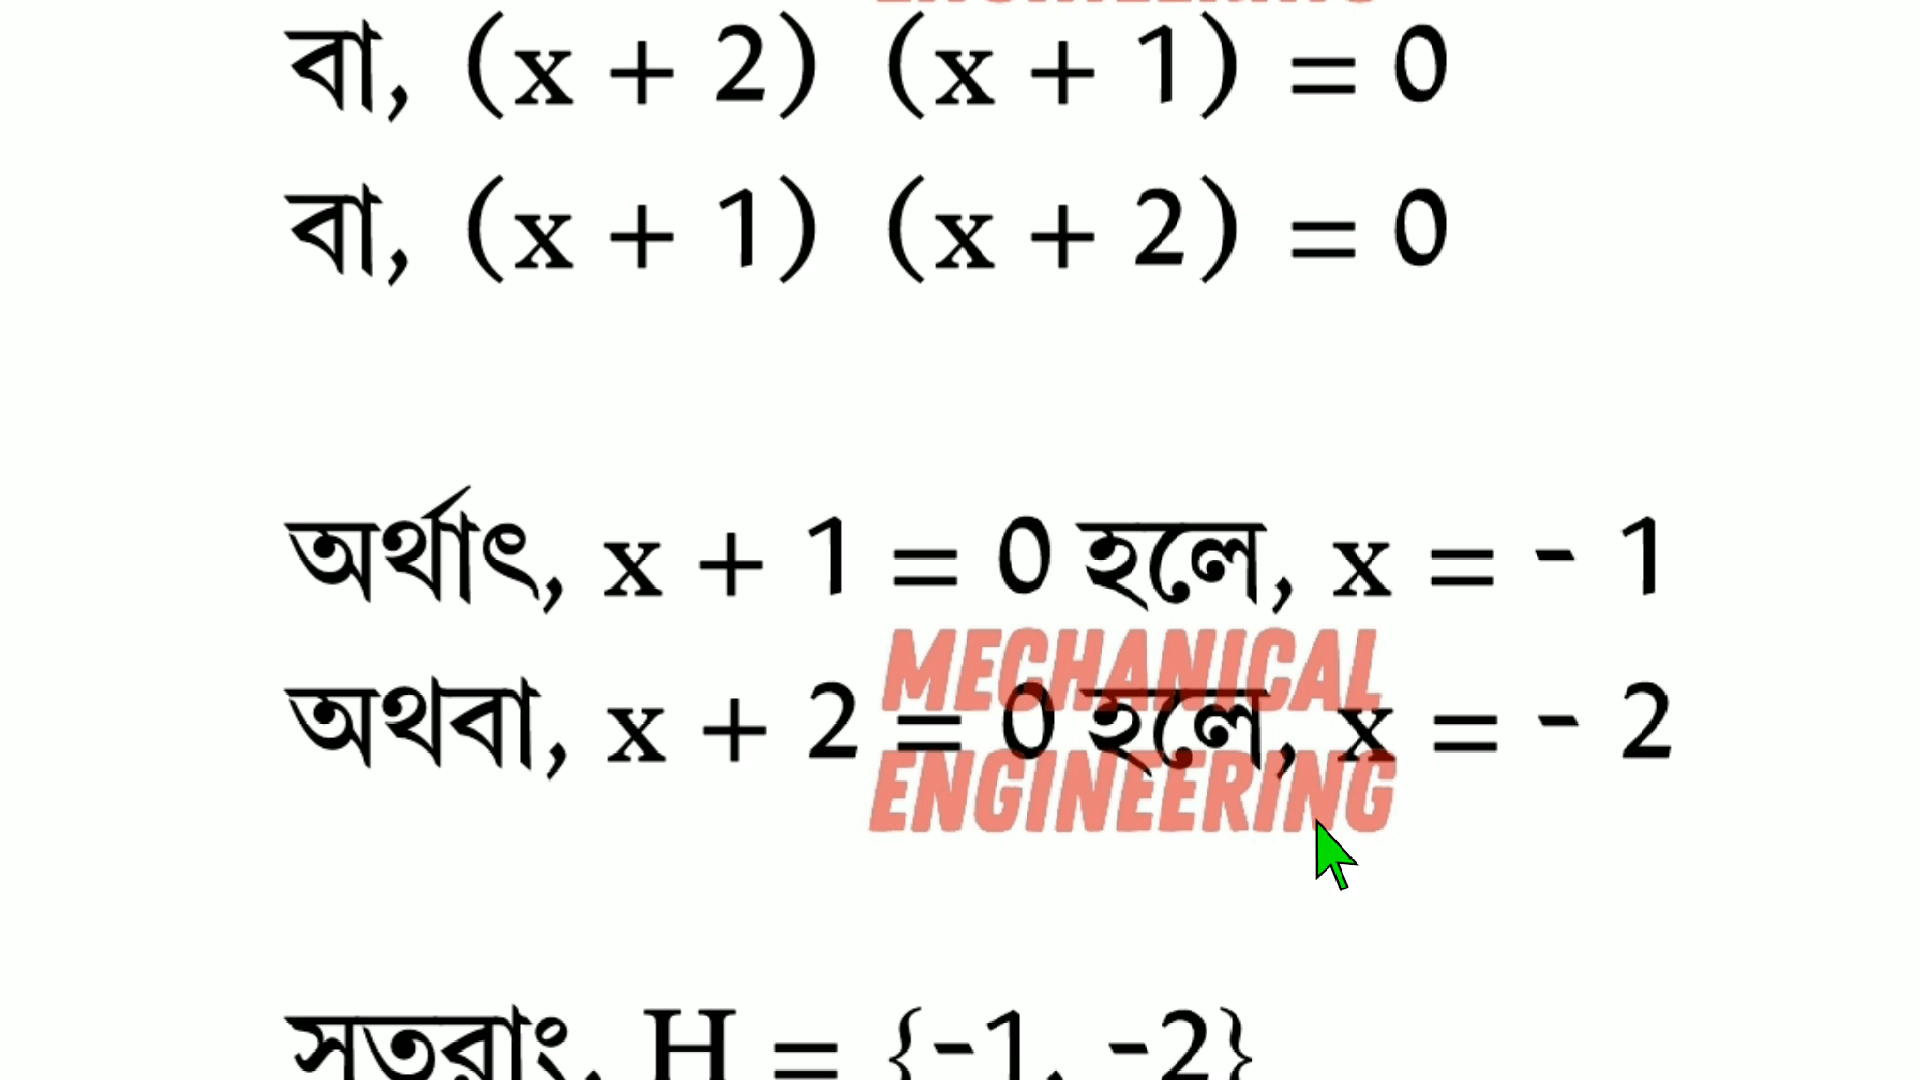 ENGINEERING
বা, (x + 2) (x + 1) = 0
বা, (x + 1) (x + 2) = 0
অর্থাৎ, x + 1 = 0 হলে, x = - 1
MECHANICAL
অথবা, x + 2 = 0 হলে, x = - 2
ENGINEERING
সুতরাং, H = {-1, -2}